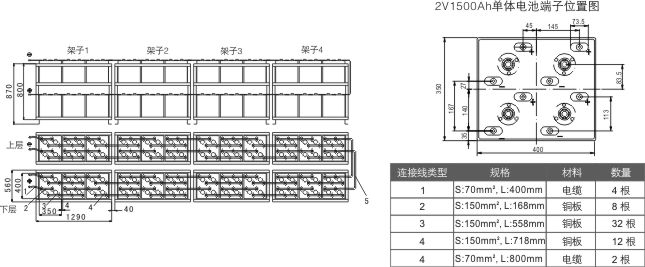 2V1500Ah单体电池端子位置图
架子1 架子2 架子3 架子4
870
800
上层
下层
560
400
350
1290
40
1 2 3 4 4
5
45 145 73.5
350
27
167
140
35
83.5
113
400
连接线类型 规格 材料 数量
1 S:70mm², L:400mm 电缆 4 根
2 S:150mm², L:168mm 铜板 8 根
3 S:150mm², L:558mm 铜板 32 根
4 S:150mm², L:718mm 铜板 12 根
4 S:70mm², L:800mm 电缆 2 根